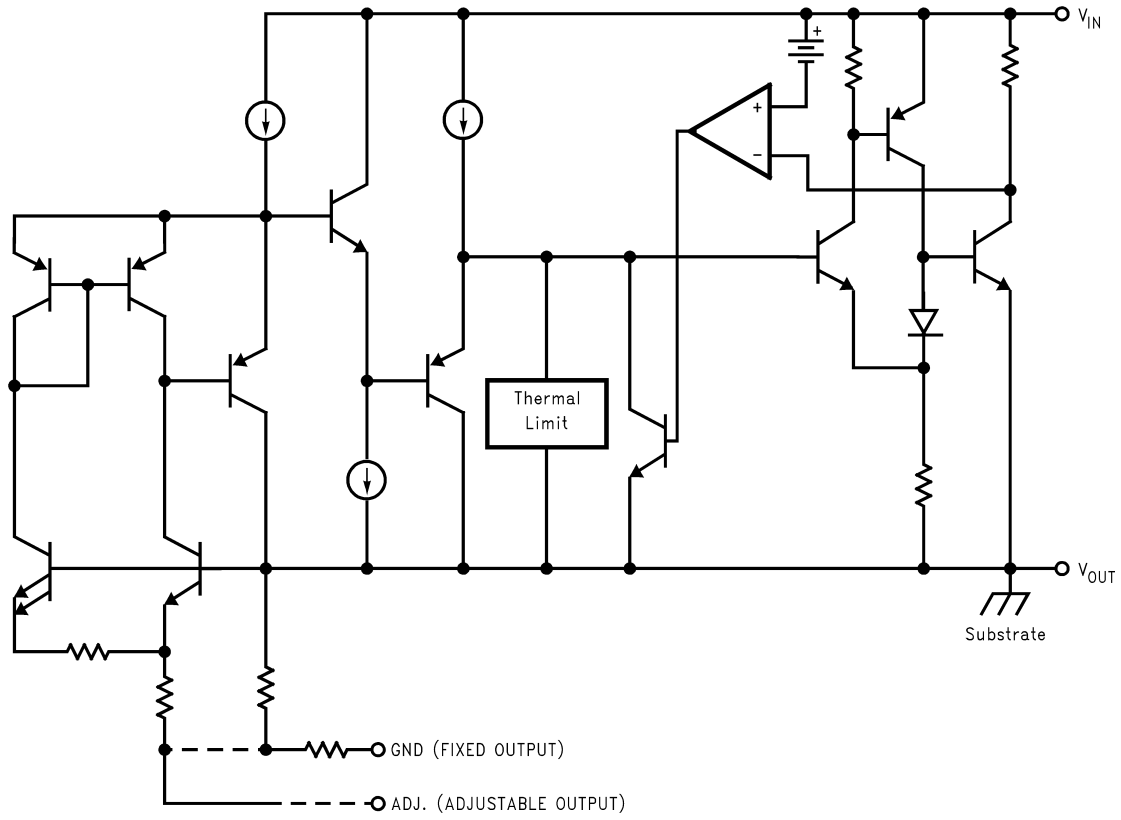 V_IN
+
+
−
Thermal
Limit
V_OUT
Substrate
GND (FIXED OUTPUT)
ADJ. (ADJUSTABLE OUTPUT)